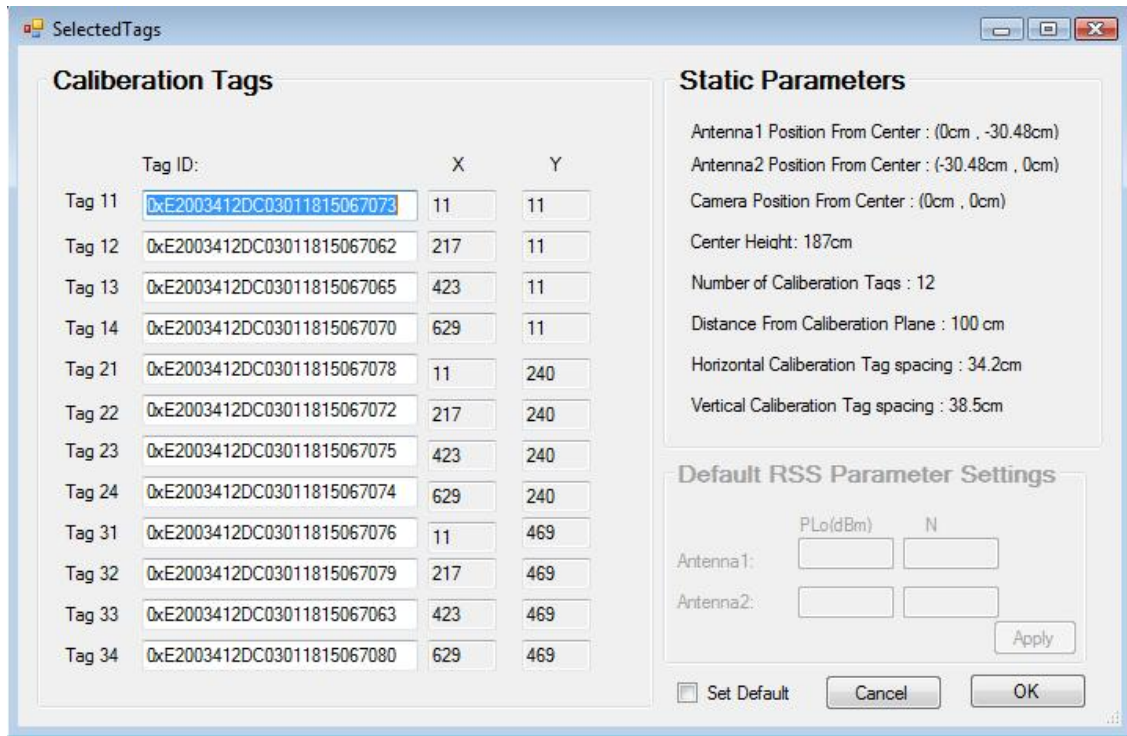 SelectedTags
Caliberation Tags
Tag ID: X Y
Tag 11 0xE2003412DC03011815067073 11 11
Tag 12 0xE2003412DC03011815067062 217 11
Tag 13 0xE2003412DC03011815067065 423 11
Tag 14 0xE2003412DC03011815067070 629 11
Tag 21 0xE2003412DC03011815067078 11 240
Tag 22 0xE2003412DC03011815067072 217 240
Tag 23 0xE2003412DC03011815067075 423 240
Tag 24 0xE2003412DC03011815067074 629 240
Tag 31 0xE2003412DC03011815067076 11 469
Tag 32 0xE2003412DC03011815067079 217 469
Tag 33 0xE2003412DC03011815067063 423 469
Tag 34 0xE2003412DC03011815067080 629 469
Static Parameters
Antenna1 Position From Center : (0cm , -30.48cm)
Antenna2 Position From Center : (-30.48cm , 0cm)
Camera Position From Center : (0cm , 0cm)
Center Height: 187cm
Number of Caliberation Tags : 12
Distance From Caliberation Plane : 100 cm
Horizontal Caliberation Tag spacing : 34.2cm
Vertical Caliberation Tag spacing : 38.5cm
Default RSS Parameter Settings
PLo(dBm) N
Antenna1:
Antenna2:
Apply
Set Default Cancel OK